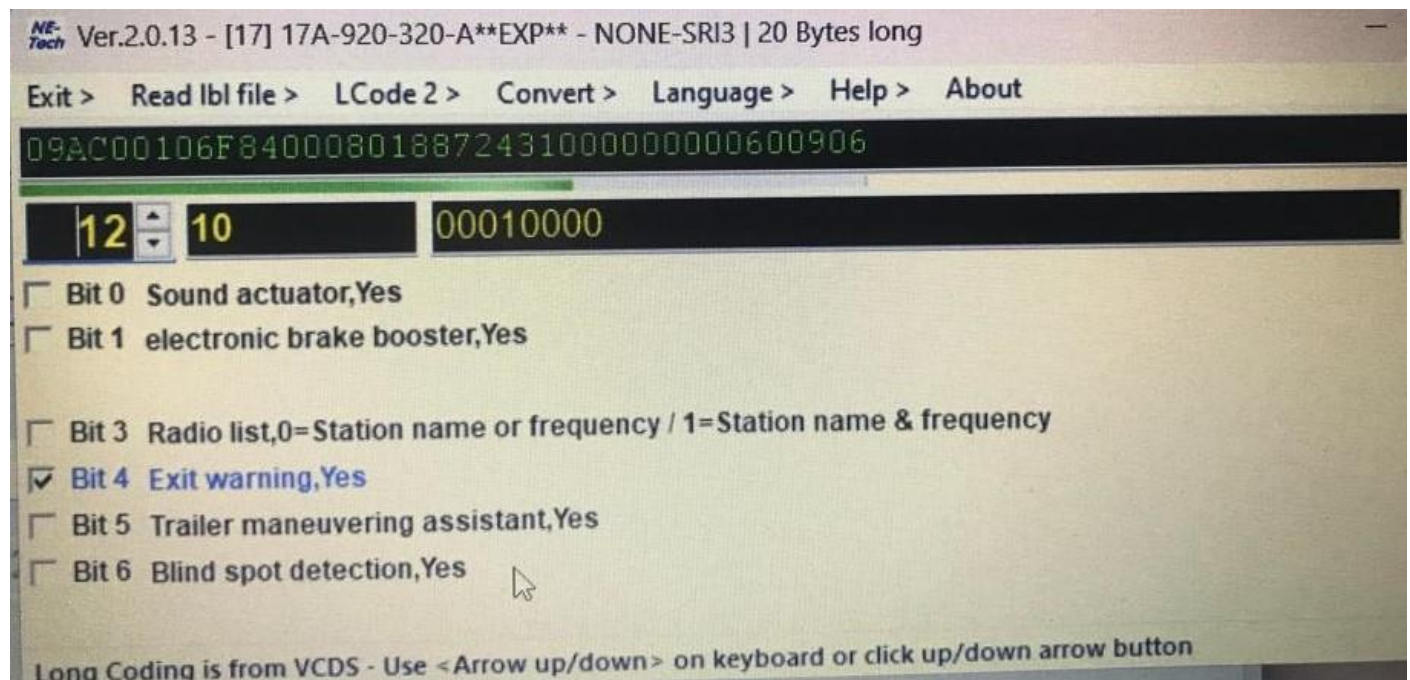 NE-Tech Ver.2.0.13 - [17] 17A-920-320-A**EXP** - NONE-SRI3 | 20 Bytes long
Exit > Read lbl file > LCode 2 > Convert > Language > Help > About
09AC00106F84000801887243100000000000600906
12 10 00010000
Bit 0 Sound actuator,Yes
Bit 1 electronic brake booster,Yes
Bit 3 Radio list,0=Station name or frequency / 1=Station name & frequency
Bit 4 Exit warning,Yes
Bit 5 Trailer maneuvering assistant,Yes
Bit 6 Blind spot detection,Yes
Long Coding is from VCDS - Use <Arrow up/down> on keyboard or click up/down arrow button